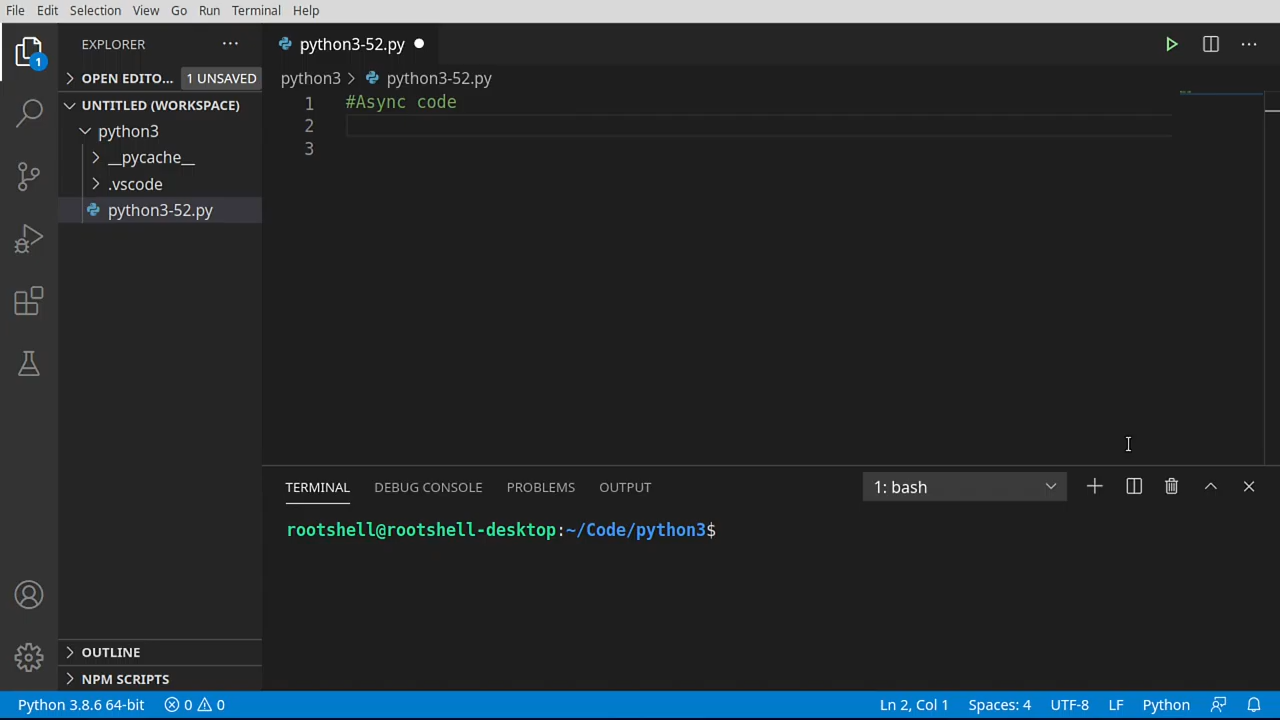 File Edit Selection View Go Run Terminal Help
1
EXPLORER
OPEN EDITO... 1 UNSAVED
UNTITLED (WORKSPACE)
python3
__pycache__
.vscode
python3-52.py
OUTLINE
NPM SCRIPTS
python3-52.py
python3 > python3-52.py
1 #Async code
2
3
TERMINAL DEBUG CONSOLE PROBLEMS OUTPUT 1: bash
rootshell@rootshell-desktop:~/Code/python3$
Python 3.8.6 64-bit 0 0 Ln 2, Col 1 Spaces: 4 UTF-8 LF Python